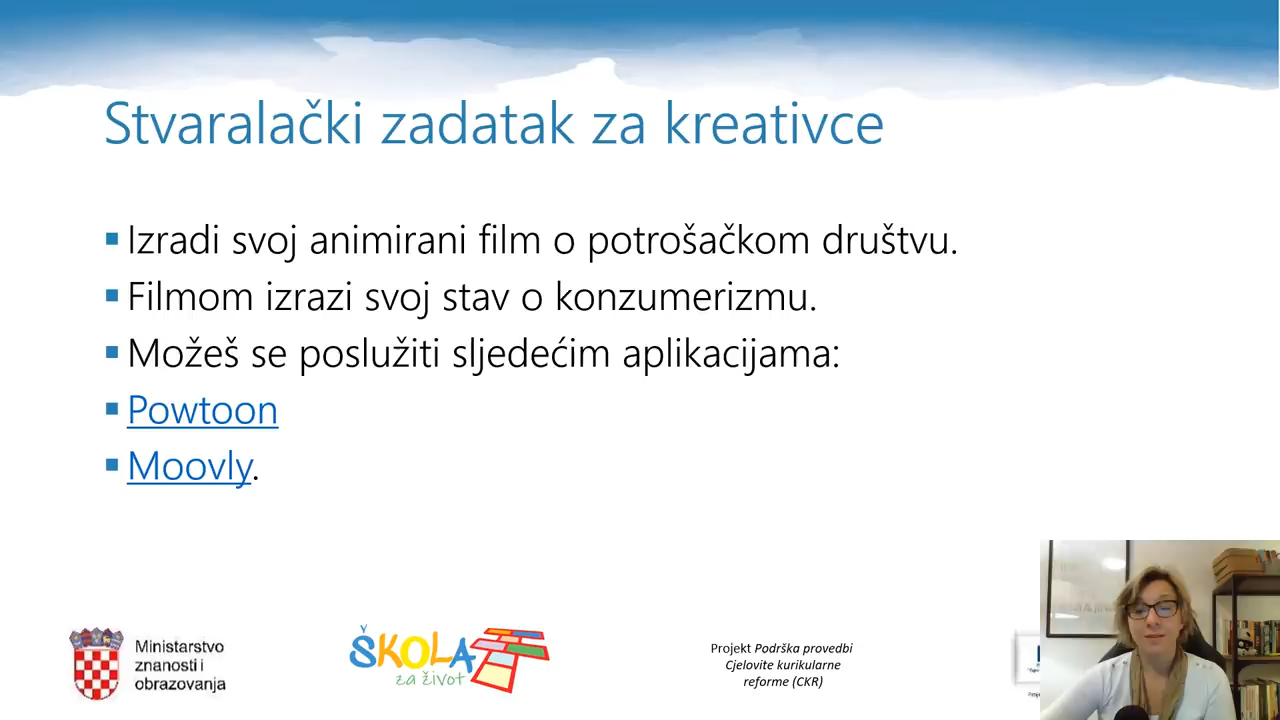 Stvaralački zadatak za kreativce
Izradi svoj animirani film o potrošačkom društvu.
Filmom izrazi svoj stav o konzumerizmu.
Možeš se poslužiti sljedećim aplikacijama:
Powtoon
Moovly.
Ministarstvo
znanosti i
obrazovanja
ŠKOLA
za život
Projekt Podrška provedbi
Cjelovite kurikularne
reforme (CKR)